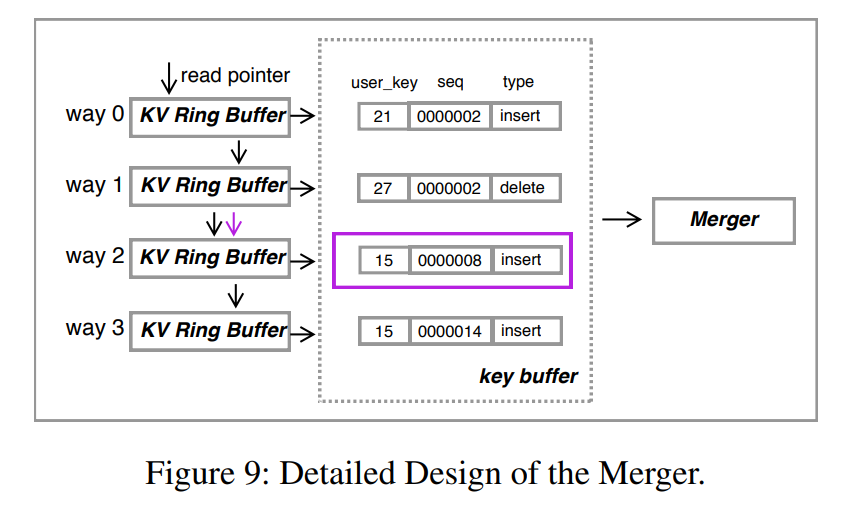 read pointer
user_key seq type
way 0 KV Ring Buffer 21 0000002 insert
way 1 KV Ring Buffer 27 0000002 delete
Merger
way 2 KV Ring Buffer 15 0000008 insert
way 3 KV Ring Buffer 15 0000014 insert
key buffer
Figure 9: Detailed Design of the Merger.